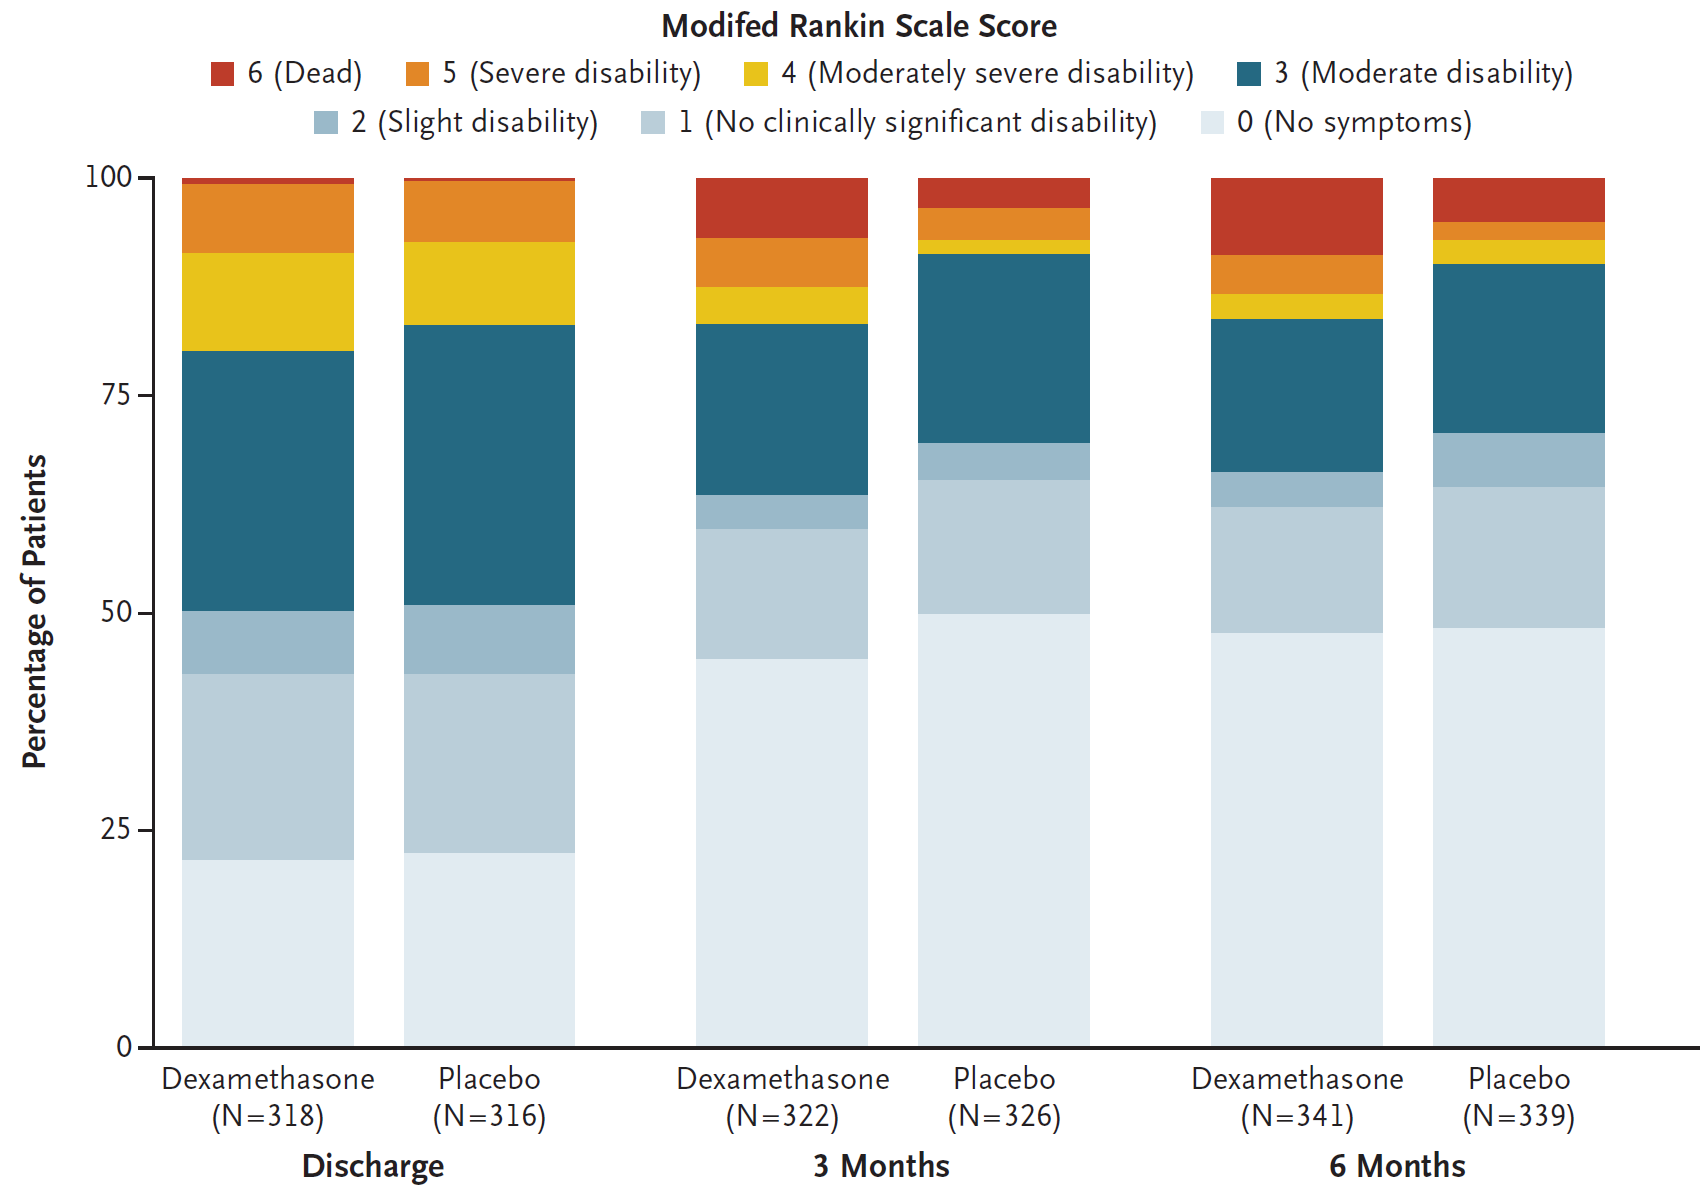 Modifed Rankin Scale Score
6 (Dead) 5 (Severe disability) 4 (Moderately severe disability) 3 (Moderate disability)
2 (Slight disability) 1 (No clinically significant disability) 0 (No symptoms)
Percentage of Patients
100
75
50
25
0
Dexamethasone Placebo Dexamethasone Placebo Dexamethasone Placebo
(N=318) (N=316) (N=322) (N=326) (N=341) (N=339)
Discharge 3 Months 6 Months